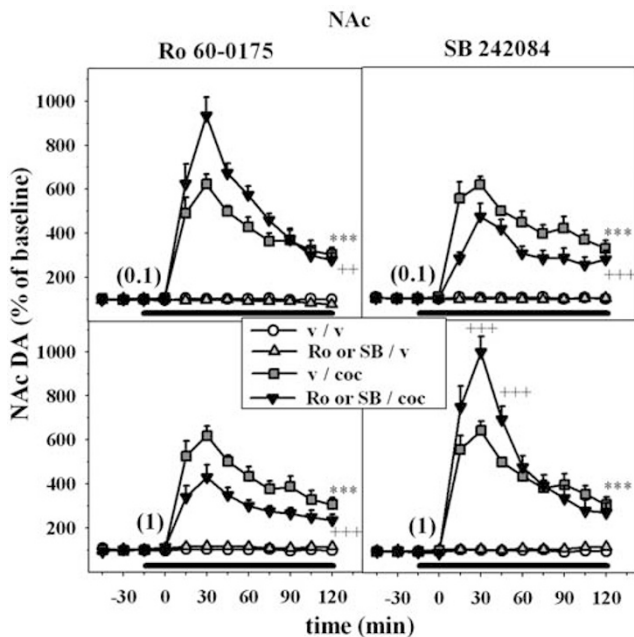 NAc
Ro 60-0175 SB 242084
NAc DA (% of baseline)
1000
800
600
400
200
(0.1)
***
++
(0.1)
***
+++
v / v
Ro or SB / v
v / coc
Ro or SB / coc
1000
800
600
400
200
(1)
***
+++
+++
+++
(1)
***
-30 0 30 60 90 120 -30 0 30 60 90 120
time (min)